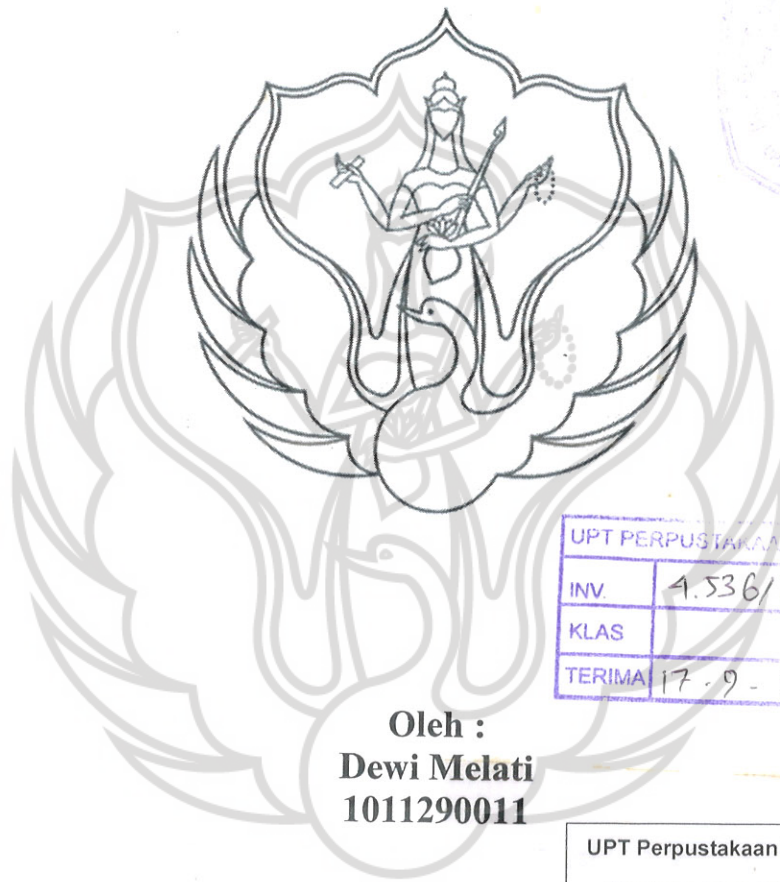 UPT PERPUSTAKAA
INV. 4.536/
KLAS
TERIMA 17.9.-
Oleh :
Dewi Melati
1011290011
UPT Perpustakaan